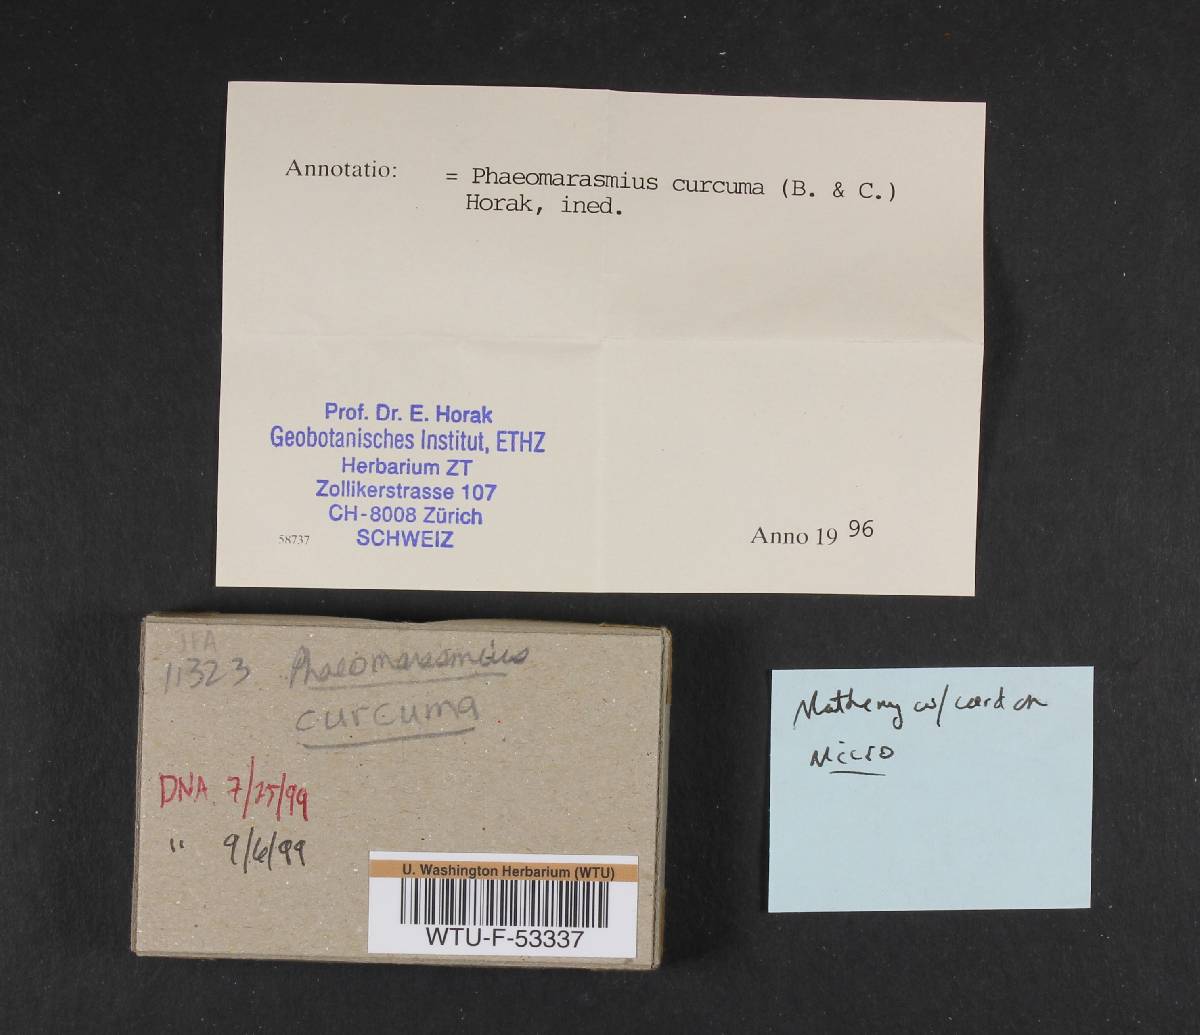 Annotatio: = Phaeomarasmius curcuma (B. & C.)
Horak, ined.
Prof. Dr. E. Horak
Geobotanisches Institut, ETHZ
Herbarium ZT
Zollikerstrasse 107
CH-8008 Zürich
SCHWEIZ
58737
Anno 19 96
JFA
11323 Phaeomarasmius
curcuma
DNA 7/25/99
" 9/6/99
U. Washington Herbarium (WTU)
WTU-F-53337
Matheny w/ card on
Micro